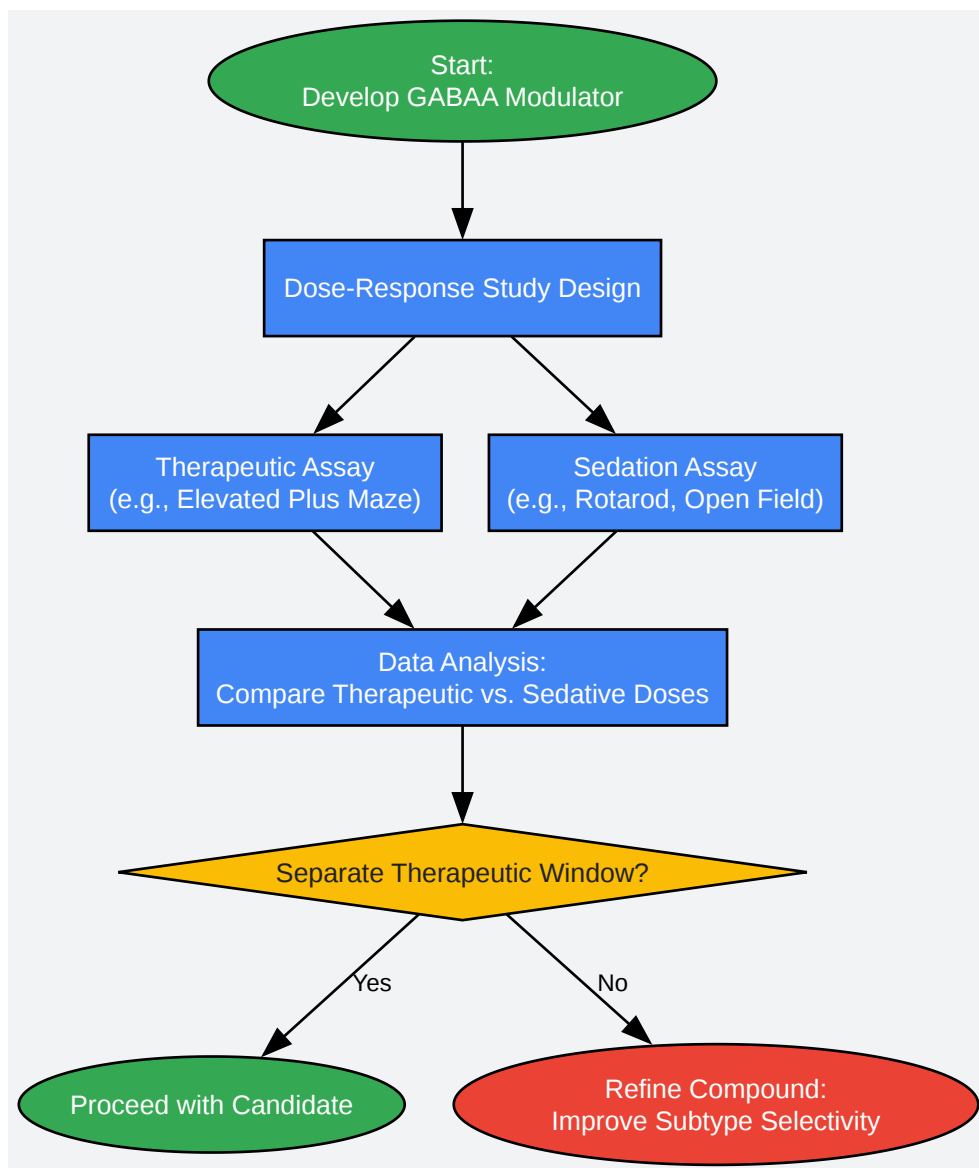 Start:
Develop GABAA Modulator
Dose-Response Study Design
Therapeutic Assay
(e.g., Elevated Plus Maze)
Sedation Assay
(e.g., Rotarod, Open Field)
Data Analysis:
Compare Therapeutic vs. Sedative Doses
Separate Therapeutic Window?
Yes
No
Proceed with Candidate
Refine Compound:
Improve Subtype Selectivity